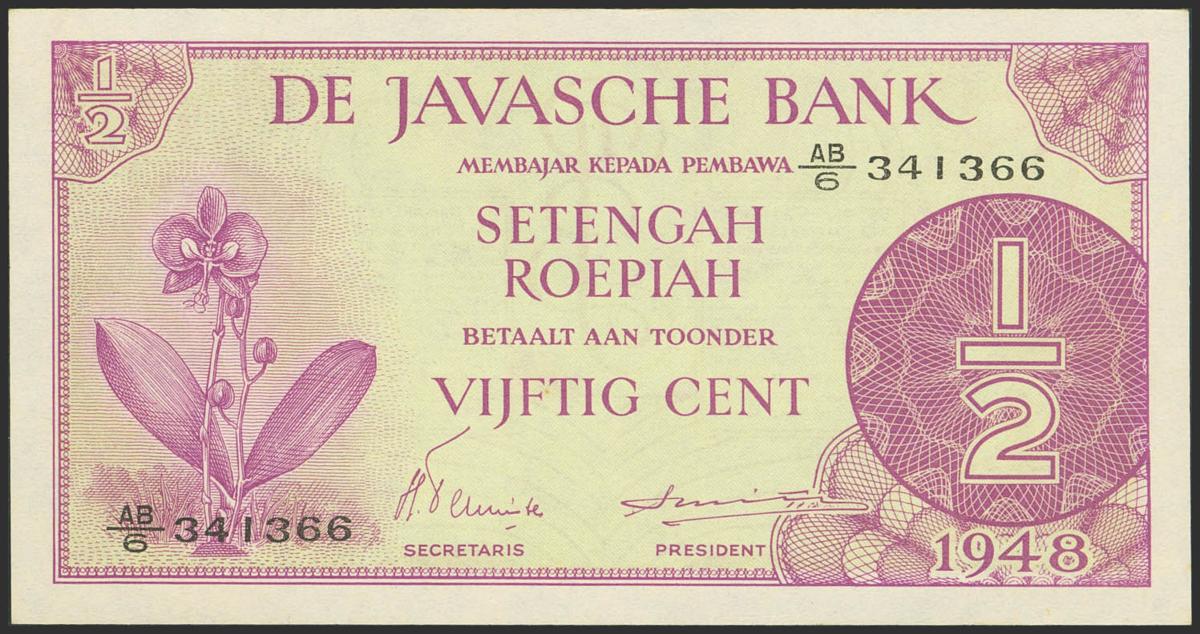 1/2
DE JAVASCHE BANK
MEMBAJAR KEPADA PEMBAWA AB/6 341366
SETENGAH
ROEPIAH
BETAALT AAN TOONDER
VIJFTIG CENT
1/2
AB/6 341366
SECRETARIS PRESIDENT
1948